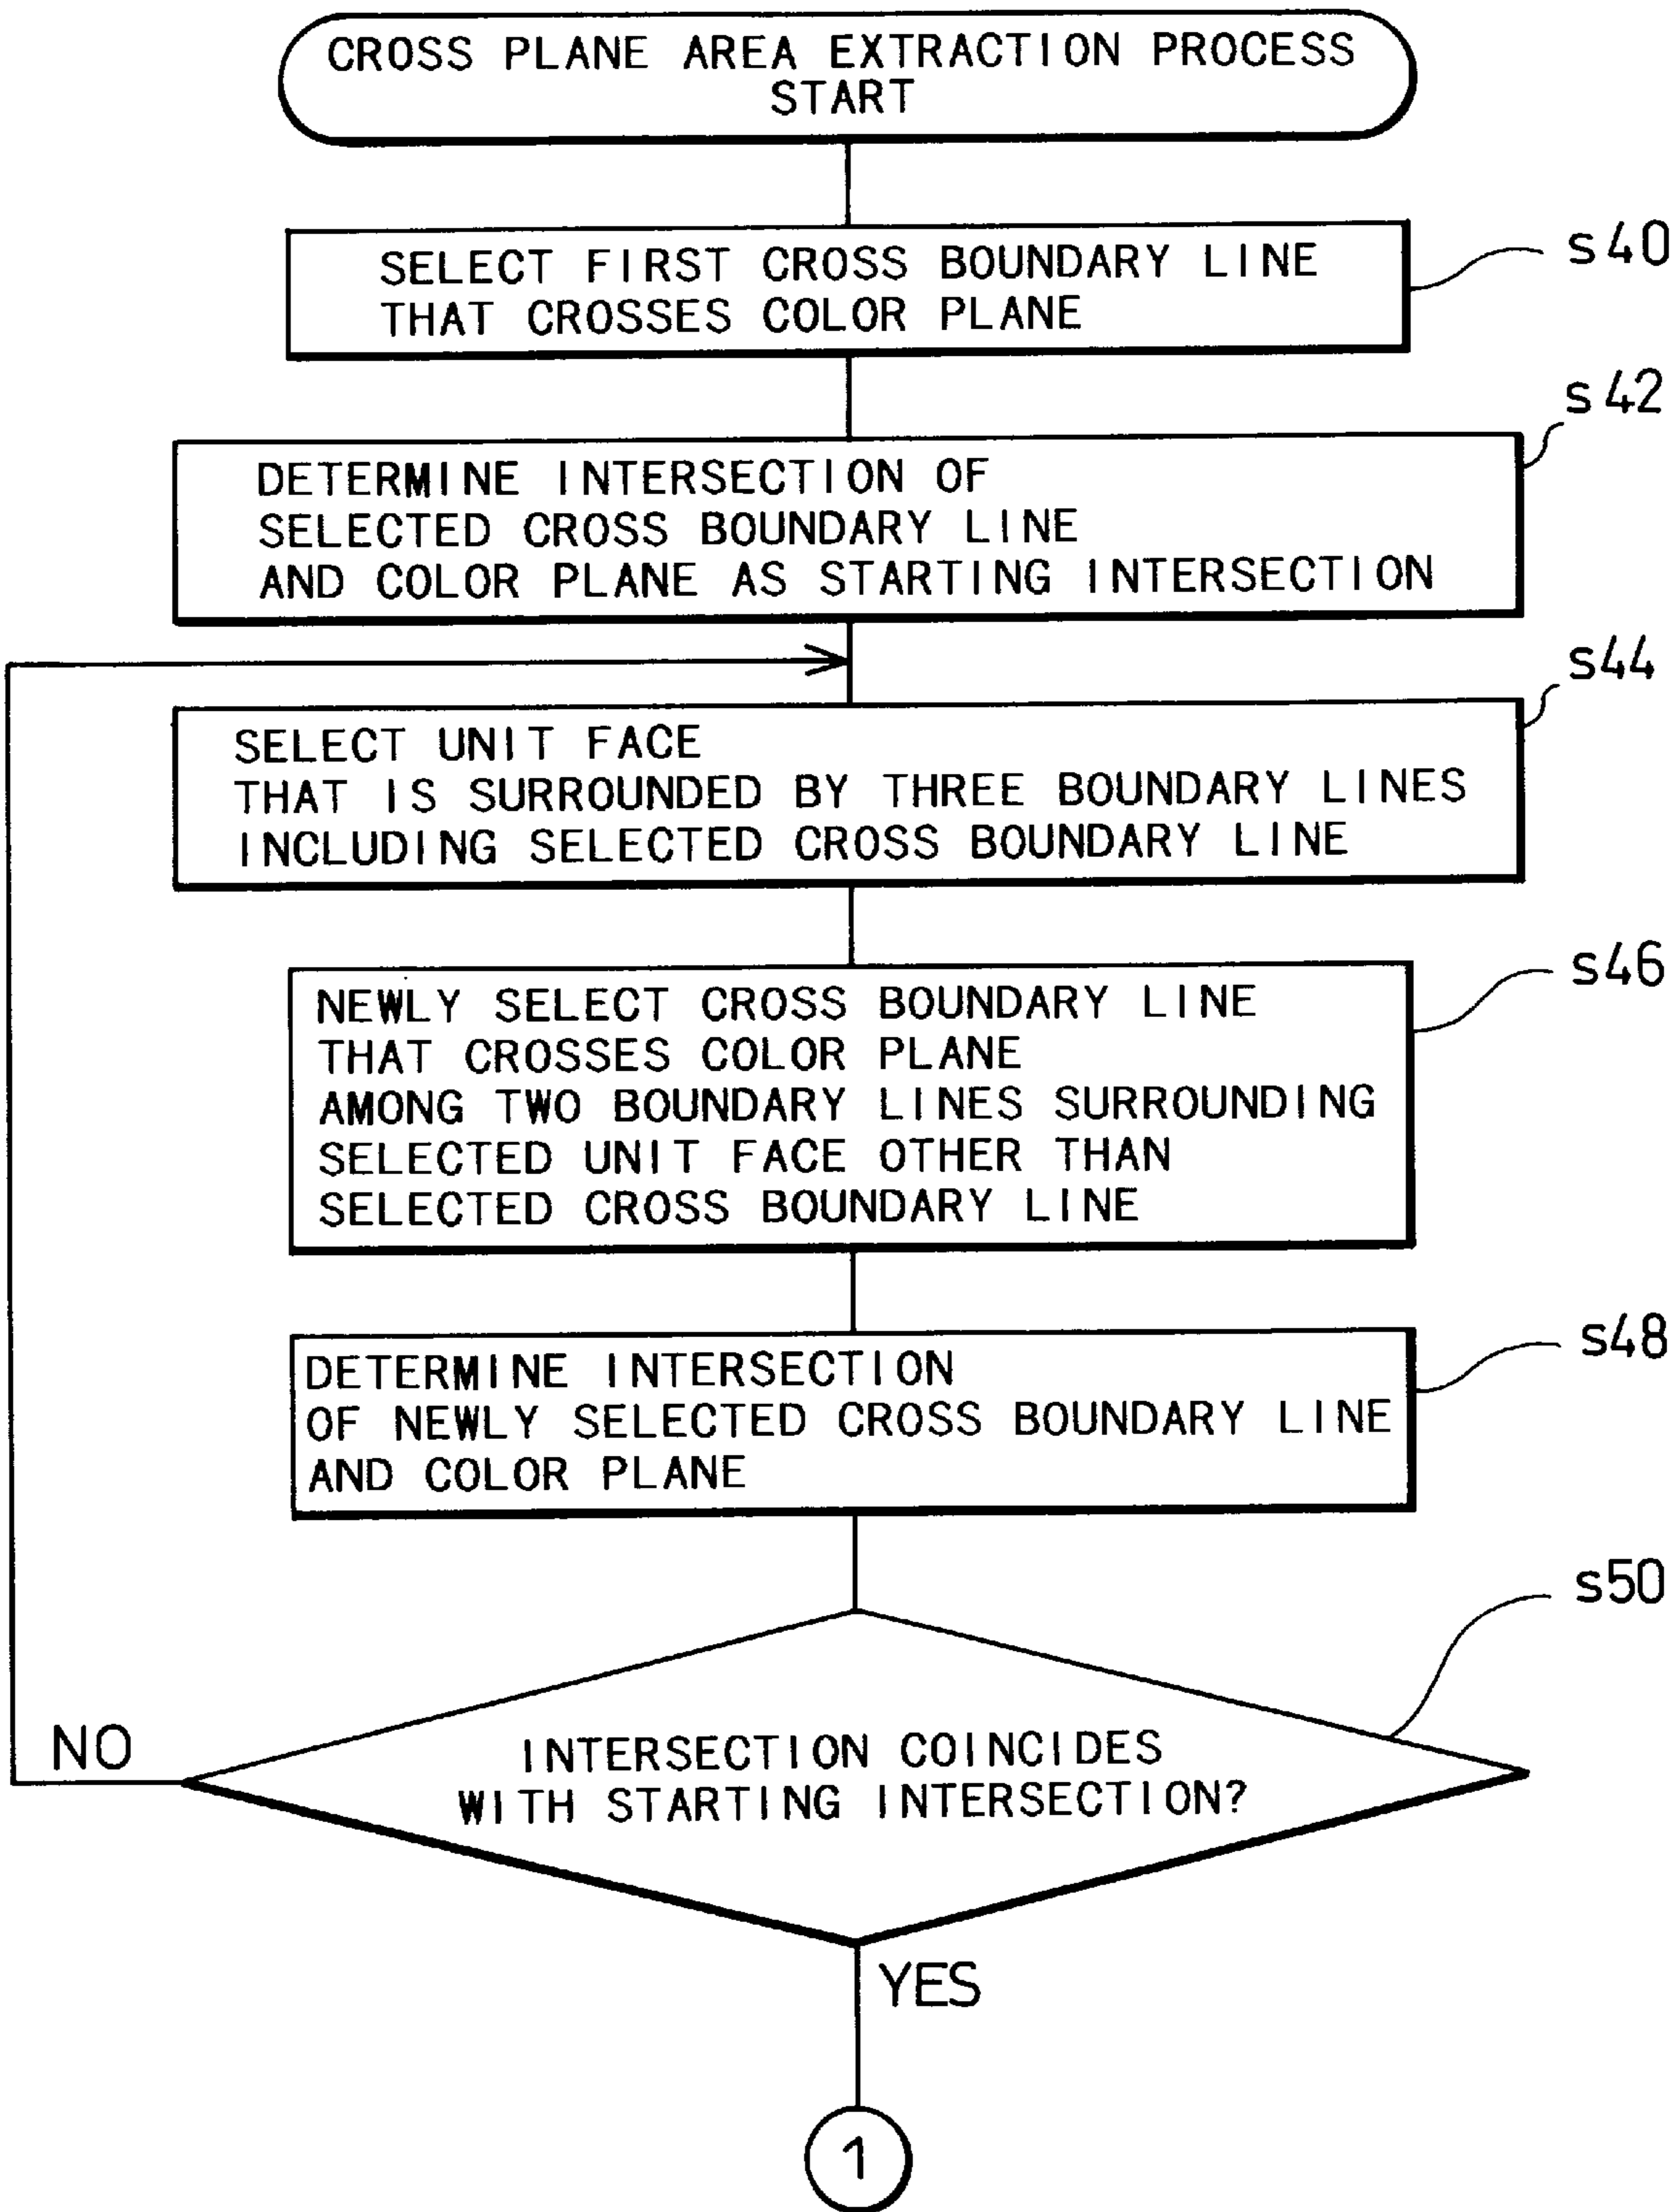 CROSS PLANE AREA EXTRACTION PROCESS
START
SELECT FIRST CROSS BOUNDARY LINE
THAT CROSSES COLOR PLANE
s40
DETERMINE INTERSECTION OF
SELECTED CROSS BOUNDARY LINE
AND COLOR PLANE AS STARTING INTERSECTION
s42
SELECT UNIT FACE
THAT IS SURROUNDED BY THREE BOUNDARY LINES
INCLUDING SELECTED CROSS BOUNDARY LINE
s44
NEWLY SELECT CROSS BOUNDARY LINE
THAT CROSSES COLOR PLANE
AMONG TWO BOUNDARY LINES SURROUNDING
SELECTED UNIT FACE OTHER THAN
SELECTED CROSS BOUNDARY LINE
s46
DETERMINE INTERSECTION
OF NEWLY SELECTED CROSS BOUNDARY LINE
AND COLOR PLANE
s48
INTERSECTION COINCIDES
WITH STARTING INTERSECTION?
s50
NO
YES
1